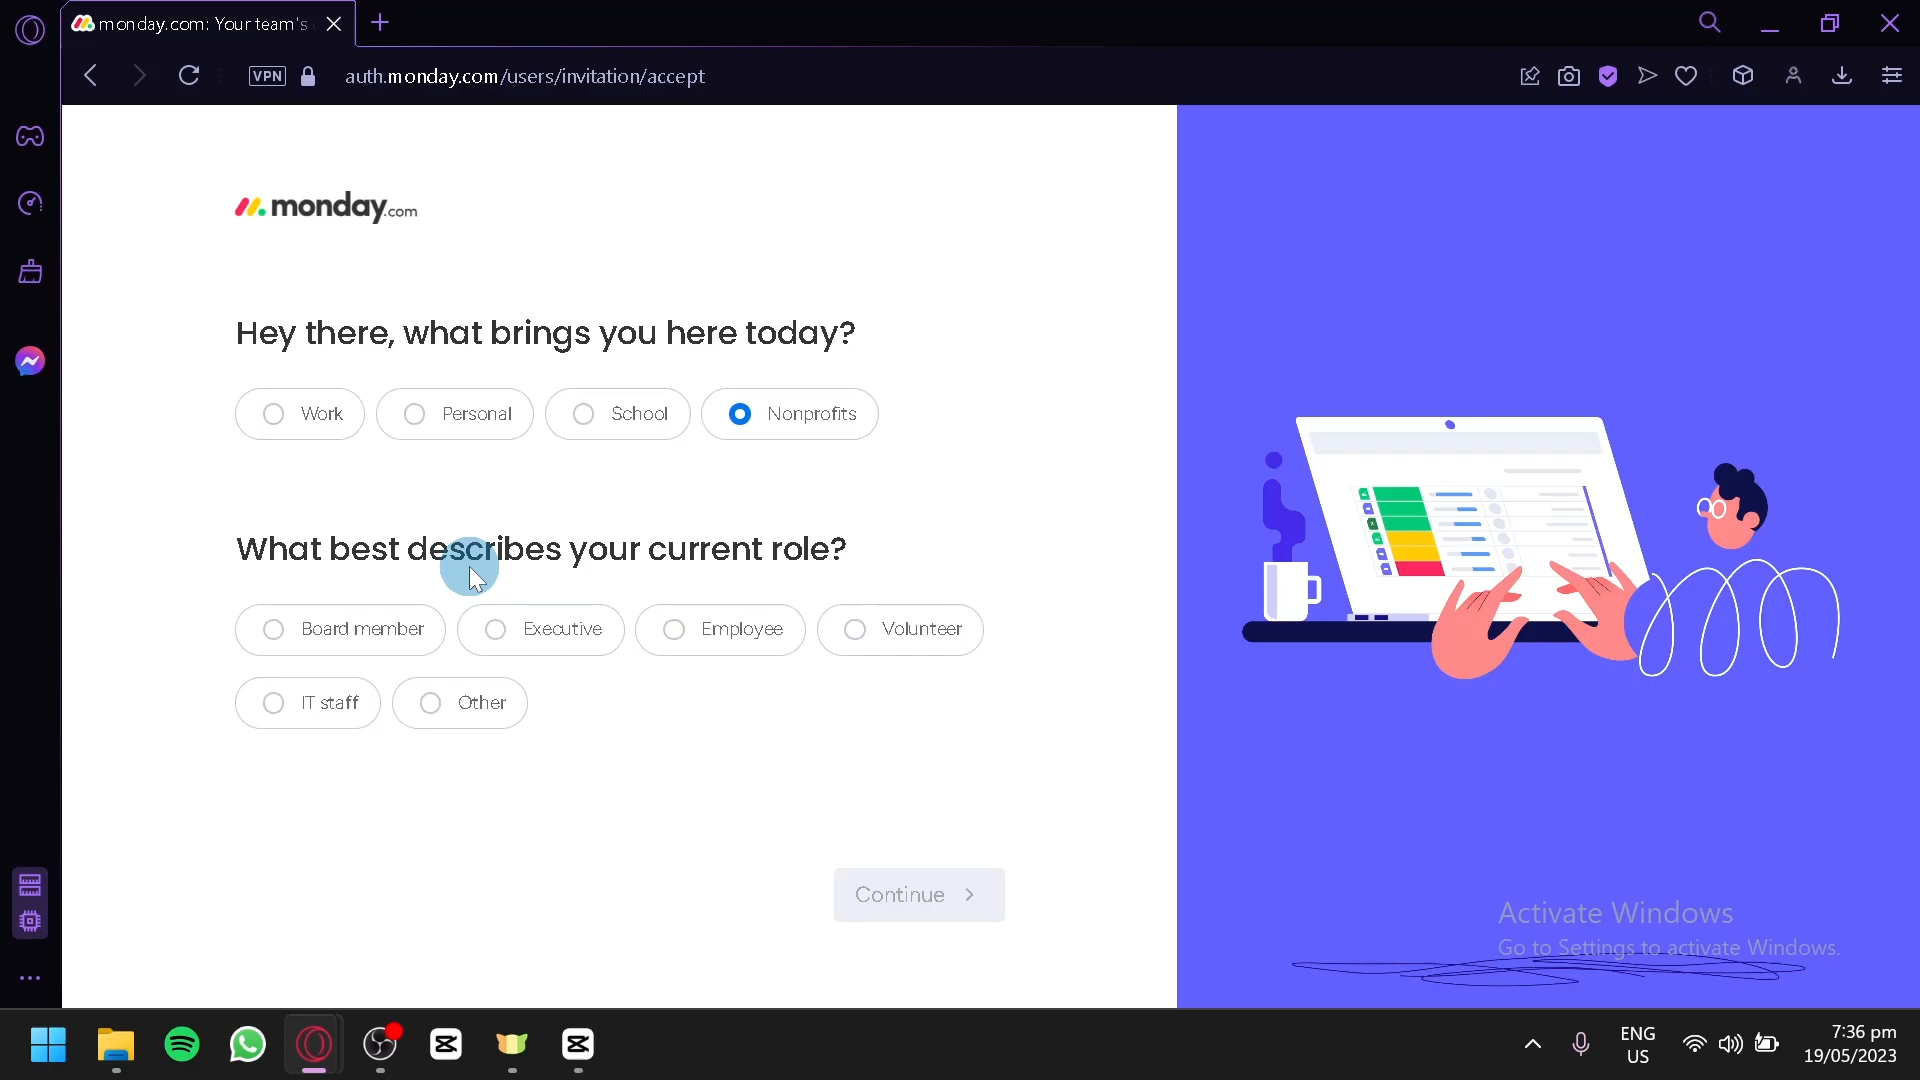 monday.com: Your team's
VPN
auth.monday.com/users/invitation/accept
monday.com
Hey there, what brings you here today?
Work
Personal
School
Nonprofits
What best describes your current role?
Board member
Executive
Employee
Volunteer
IT staff
Other
Continue
Activate Windows
Go to Settings to activate Windows.
ENG
US
7:36 pm
19/05/2023